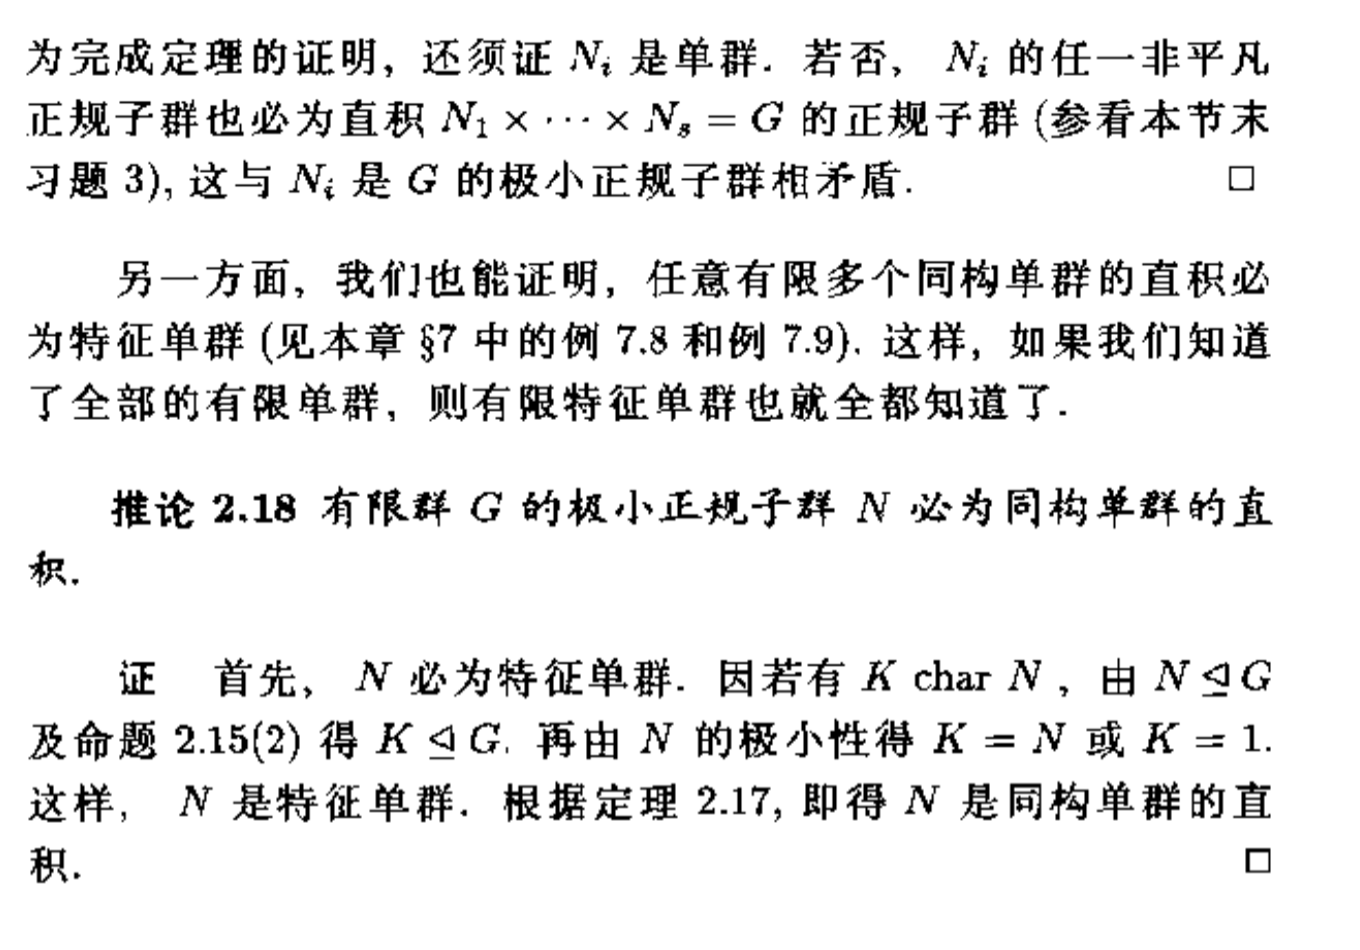 为完成定理的证明，还须证 Nᵢ 是单群．若否， Nᵢ 的任一非平凡
正规子群也必为直积 N₁ × ⋯ × Nₛ = G 的正规子群 (参看本节末
习题 3), 这与 Nᵢ 是 G 的极小正规子群相矛盾． □
另一方面，我们也能证明，任意有限多个同构单群的直积必
为特征单群 (见本章 §7 中的例 7.8 和例 7.9). 这样，如果我们知道
了全部的有限单群，则有限特征单群也就全都知道了．
推论 2.18 有限群 G 的极小正规子群 N 必为同构单群的直
积．
证 首先， N 必为特征单群．因若有 K char N ，由 N ⊴ G
及命题 2.15(2) 得 K ⊴ G. 再由 N 的极小性得 K = N 或 K = 1.
这样， N 是特征单群．根据定理 2.17, 即得 N 是同构单群的直
积． □